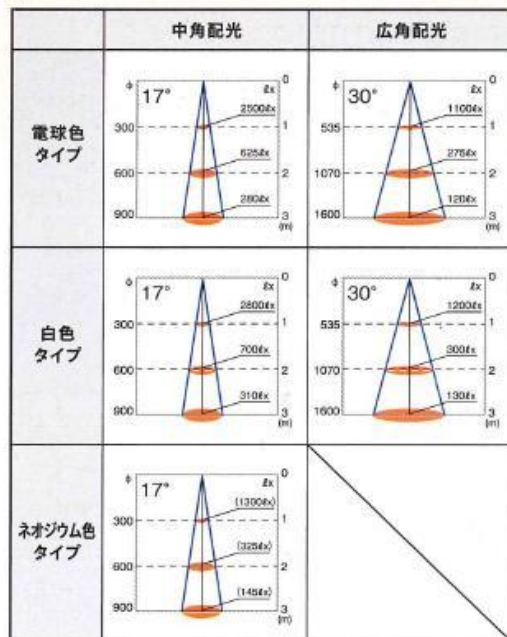 中角配光
広角配光
電球色
タイプ
17°
φ
ℓx
0
300
2500ℓx
1
600
625ℓx
2
900
280ℓx
3
(m)
30°
φ
ℓx
0
535
1100ℓx
1
1070
275ℓx
2
1600
120ℓx
3
(m)
白色
タイプ
17°
φ
ℓx
0
300
2800ℓx
1
600
700ℓx
2
900
310ℓx
3
(m)
30°
φ
ℓx
0
535
1200ℓx
1
1070
300ℓx
2
1600
130ℓx
3
(m)
ネオジウム色
タイプ
17°
φ
ℓx
0
300
(1300ℓx)
1
600
(325ℓx)
2
900
(145ℓx)
3
(m)